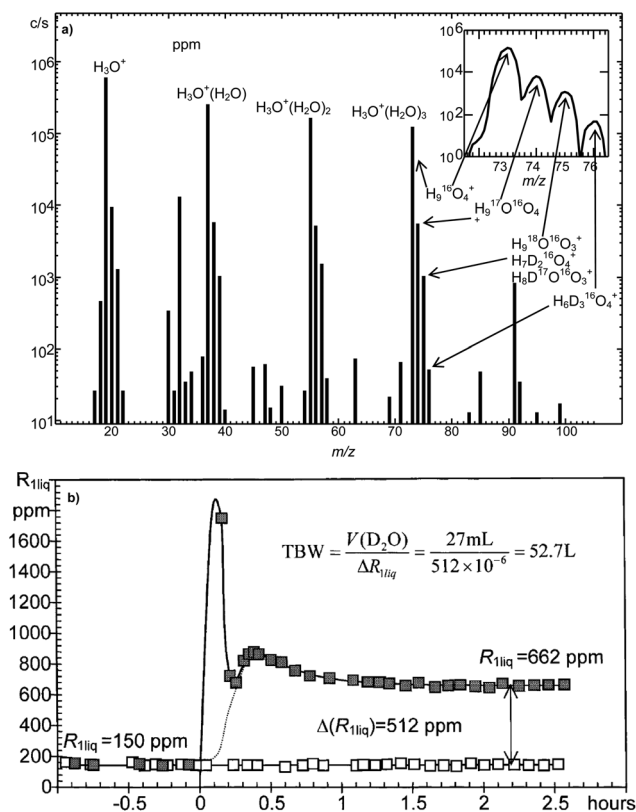 c/s
a)
ppm
10⁶
10⁵
10⁴
10³
10²
10¹
H₃O⁺
H₃O⁺(H₂O)
H₃O⁺(H₂O)₂
H₃O⁺(H₂O)₃
10⁶
10⁴
10²
10⁰
73 74 75 76
m/z
H₉¹⁶O₄⁺
H₉¹⁷O¹⁶O₄
+
H₉¹⁸O¹⁶O₃⁺
H₇D₂¹⁶O₄⁺
H₈D¹⁷O¹⁶O₃⁺
H₆D₃¹⁶O₄⁺
20 30 40 50 60 70 80 90 100
m/z
R₁liq
ppm
b)
1600
1400
1200
1000
800
600
400
200
0
TBW = V(D₂O) / ΔR₁liq = 27mL / 512×10⁻⁶ = 52.7L
R₁liq=662 ppm
Δ(R₁liq)=512 ppm
R₁liq=150 ppm
-0.5 0 0.5 1.0 1.5 2.0 2.5 hours